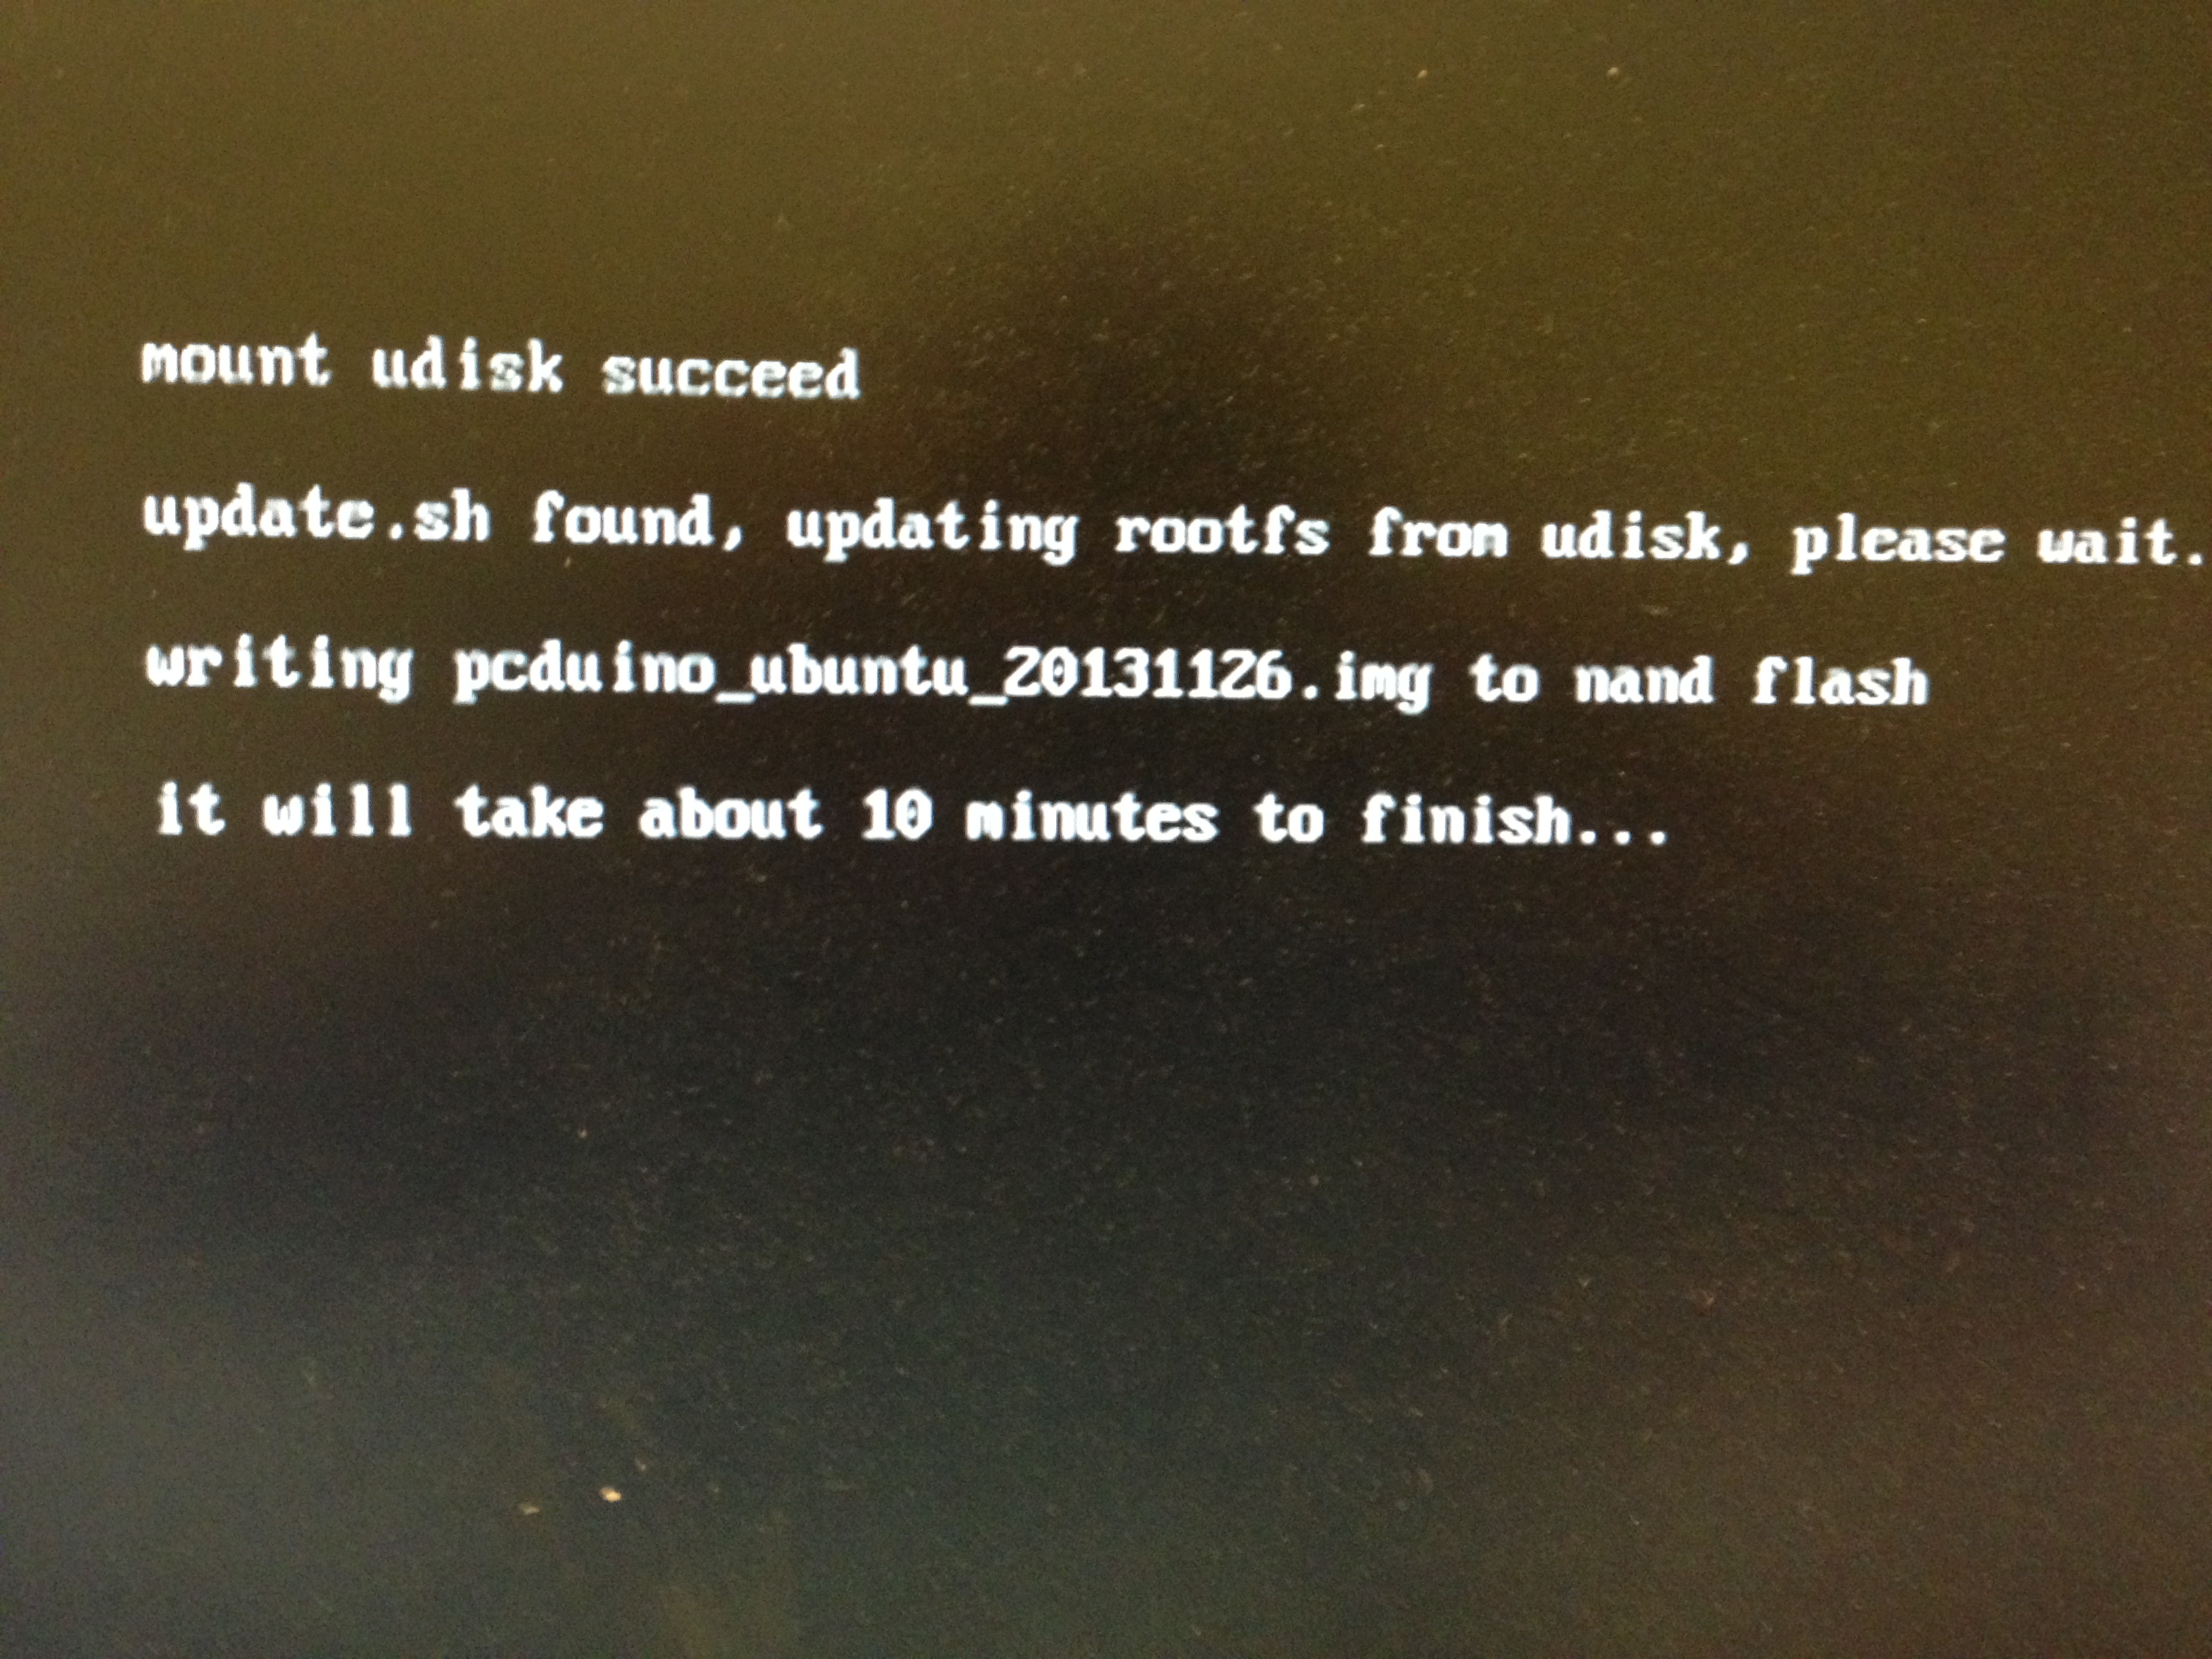 mount udisk succeed
update.sh found, updating rootfs from udisk, please wait.
writing pcduino_ubuntu_20131126.img to nand flash
it will take about 10 minutes to finish...